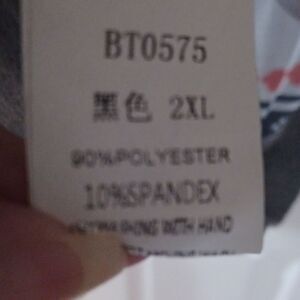 BT0575
黑色 2XL
90%POLYESTER
10%SPANDEX
WITH HAND